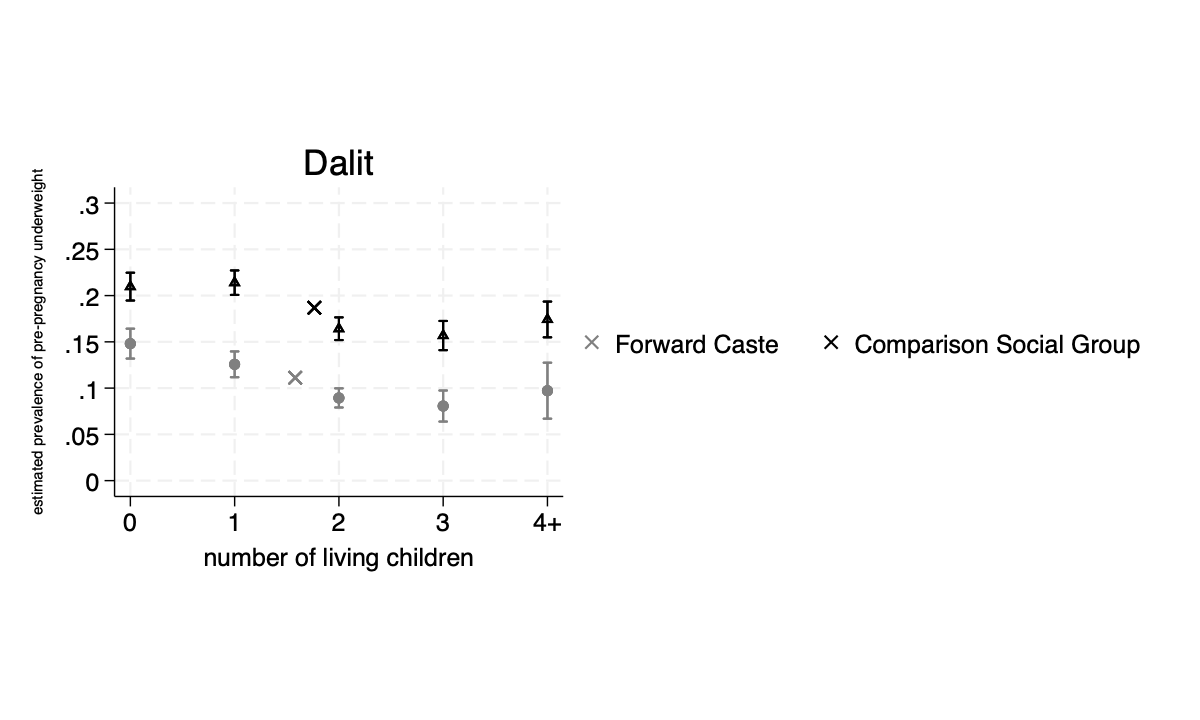 Dalit
estimated prevalence of pre-pregnancy underweight
.3
.25
.2
.15
.1
.05
0
0 1 2 3 4+
number of living children
Forward Caste
Comparison Social Group